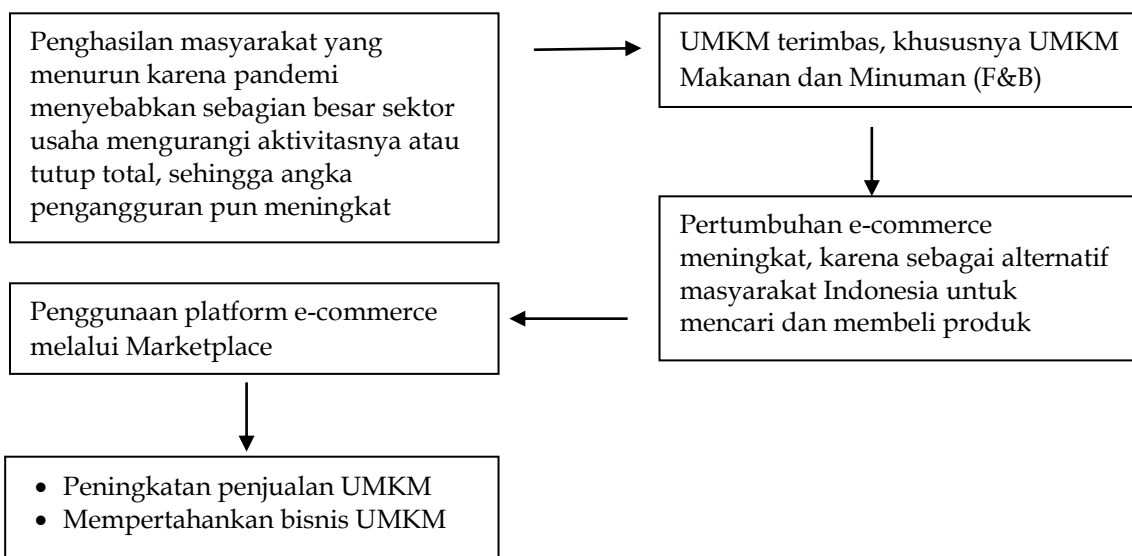 Penghasilan masyarakat yang
menurun karena pandemi
menyebabkan sebagian besar sektor
usaha mengurangi aktivitasnya atau
tutup total, sehingga angka
pengangguran pun meningkat
UMKM terimbas, khususnya UMKM
Makanan dan Minuman (F&B)
Pertumbuhan e-commerce
meningkat, karena sebagai alternatif
masyarakat Indonesia untuk
mencari dan membeli produk
Penggunaan platform e-commerce
melalui Marketplace
• Peningkatan penjualan UMKM
• Mempertahankan bisnis UMKM